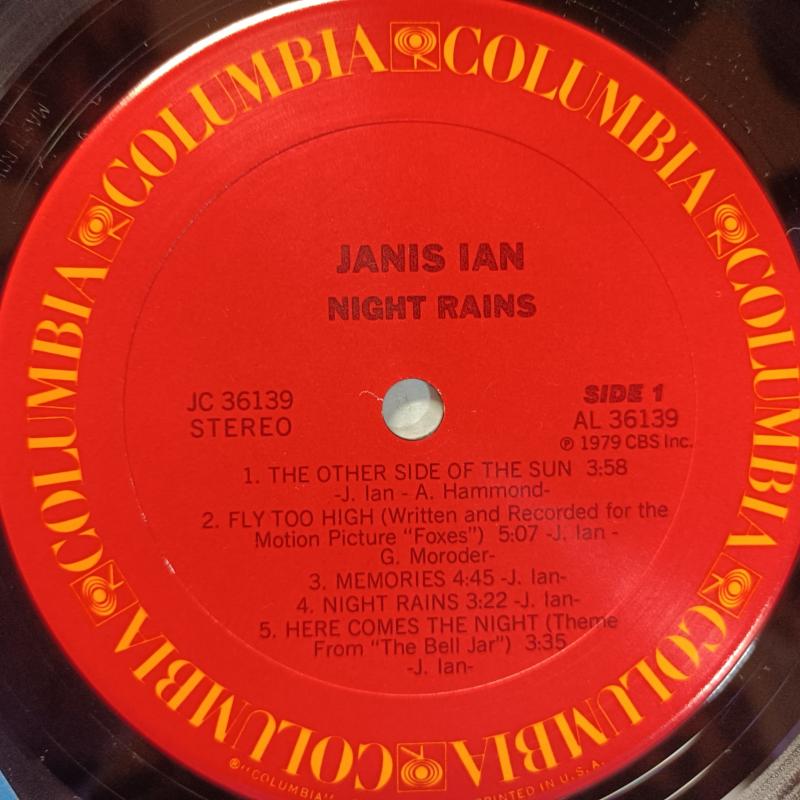 COLUMBIA COLUMBIA COLUMBIA COLUMBIA COLUMBIA COLUMBIA
JANIS IAN
NIGHT RAINS
JC 36139
STEREO
SIDE 1
AL 36139
℗ 1979 CBS Inc.
1. THE OTHER SIDE OF THE SUN 3:58
-J. Ian - A. Hammond-
2. FLY TOO HIGH (Written and Recorded for the
Motion Picture "Foxes") 5:07 -J. Ian -
G. Moroder-
3. MEMORIES 4:45 -J. Ian-
4. NIGHT RAINS 3:22 -J. Ian-
5. HERE COMES THE NIGHT (Theme
From "The Bell Jar") 3:35
-J. Ian-
®"COLUMBIA"
PRINTED IN U.S.A.